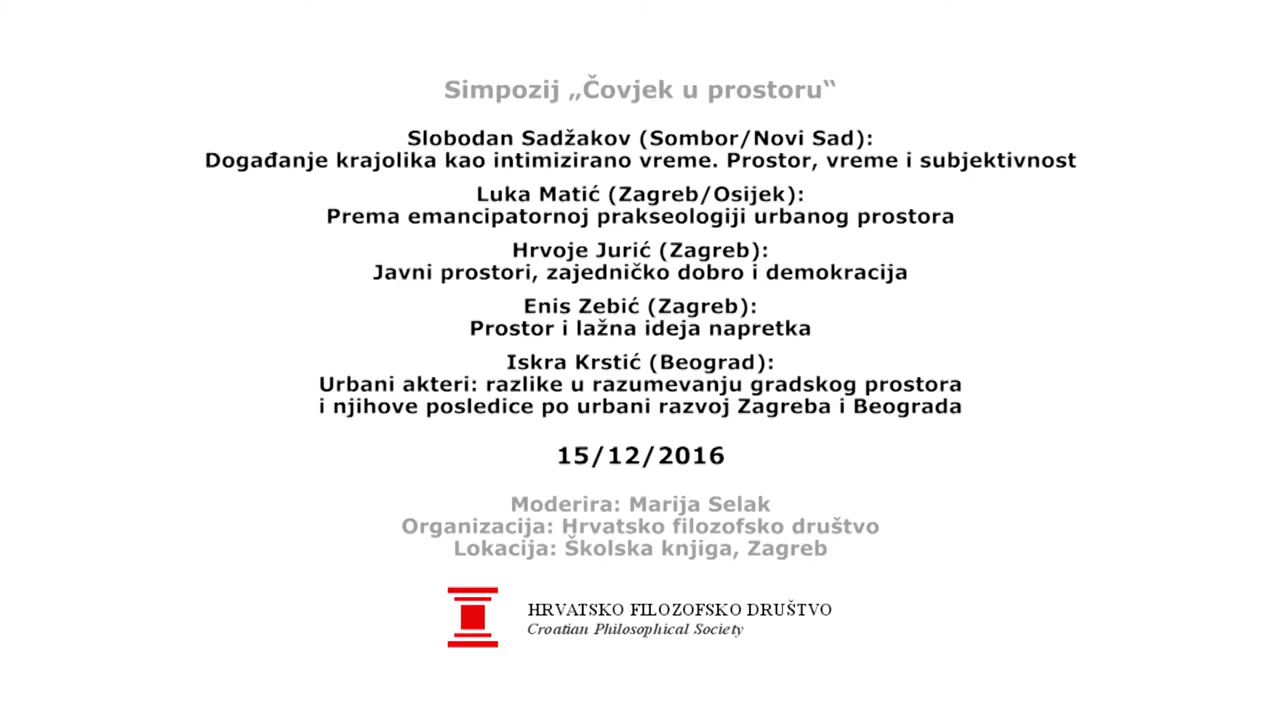 Simpozij „Čovjek u prostoru“
Slobodan Sadžakov (Sombor/Novi Sad):
Događanje krajolika kao intimizirano vreme. Prostor, vreme i subjektivnost
Luka Matić (Zagreb/Osijek):
Prema emancipatornoj prakseologiji urbanog prostora
Hrvoje Jurić (Zagreb):
Javni prostori, zajedničko dobro i demokracija
Enis Zebić (Zagreb):
Prostor i lažna ideja napretka
Iskra Krstić (Beograd):
Urbani akteri: razlike u razumevanju gradskog prostora
i njihove posledice po urbani razvoj Zagreba i Beograda
15/12/2016
Moderira: Marija Selak
Organizacija: Hrvatsko filozofsko društvo
Lokacija: Školska knjiga, Zagreb
HRVATSKO FILOZOFSKO DRUŠTVO
Croatian Philosophical Society